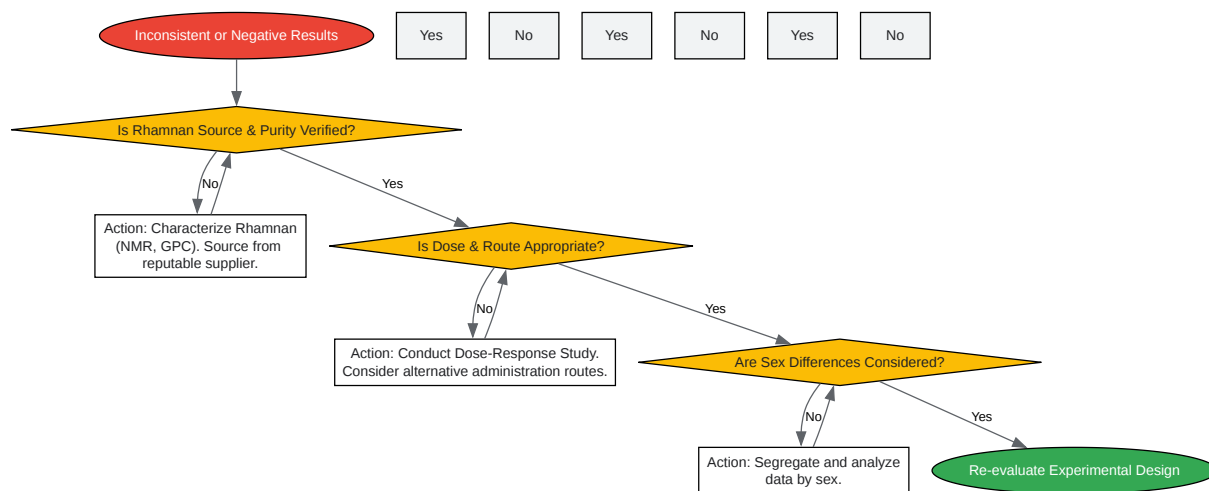 Inconsistent or Negative Results
Yes
No
Yes
No
Yes
No
Is Rhamnan Source & Purity Verified?
No
Yes
Action: Characterize Rhamnan
(NMR, GPC). Source from
reputable supplier.
Is Dose & Route Appropriate?
No
Yes
Action: Conduct Dose-Response Study.
Consider alternative administration routes.
Are Sex Differences Considered?
No
Yes
Action: Segregate and analyze
data by sex.
Re-evaluate Experimental Design